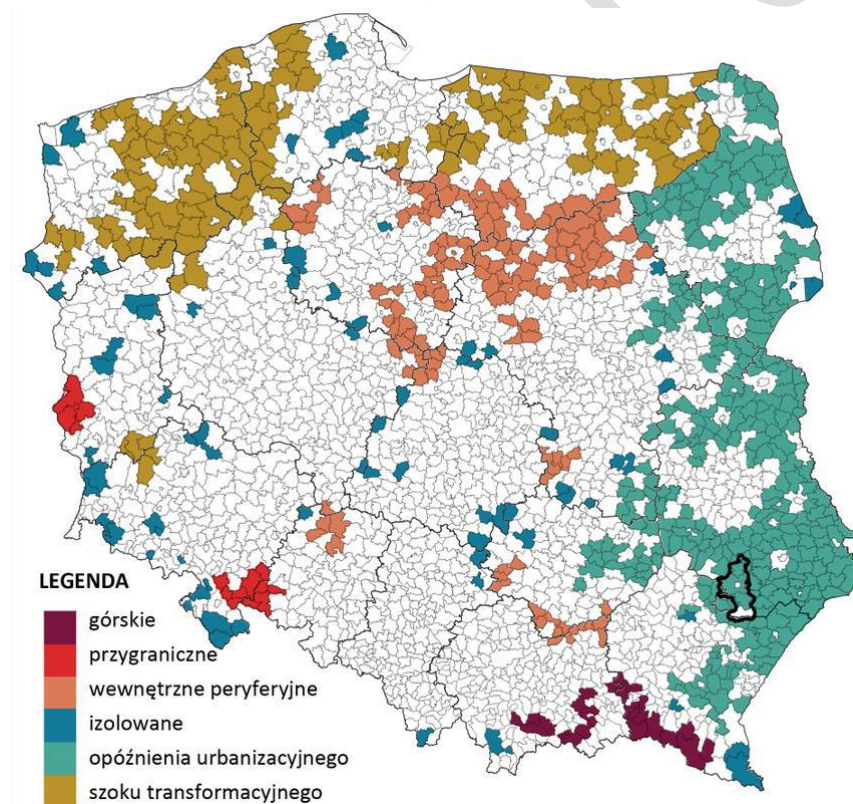 LEGENDA
górskie
przygraniczne
wewnętrzne peryferyjne
izolowane
opóźnienia urbanizacyjnego
szoku transformacyjnego